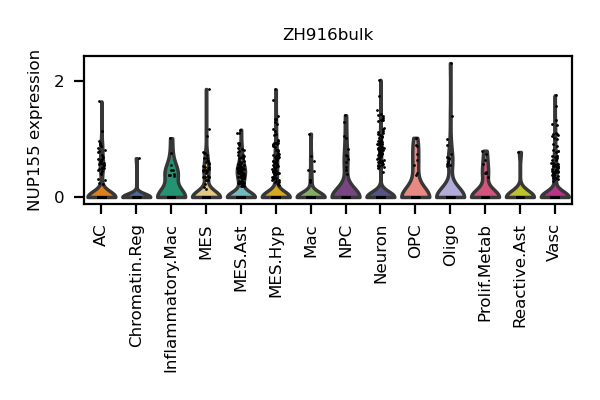 ZH916bulk
NUP155 expression
2
0
AC
Chromatin.Reg
Inflammatory.Mac
MES
MES.Ast
MES.Hyp
Mac
NPC
Neuron
OPC
Oligo
Prolif.Metab
Reactive.Ast
Vasc